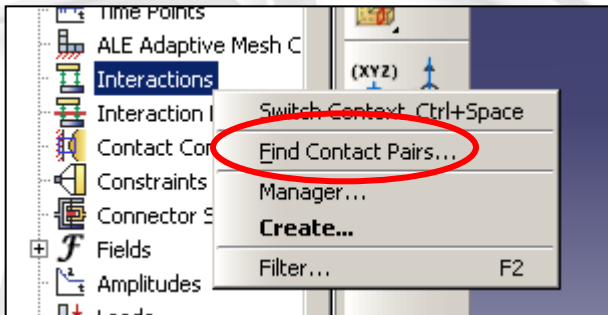 Time Points
ALE Adaptive Mesh C
Interactions
(XYZ)
Interaction
Switch Context Ctrl+Space
Contact Con
Find Contact Pairs...
Constraints
Manager...
Connector S
Create...
Fields
Filter... F2
Amplitudes
Loads